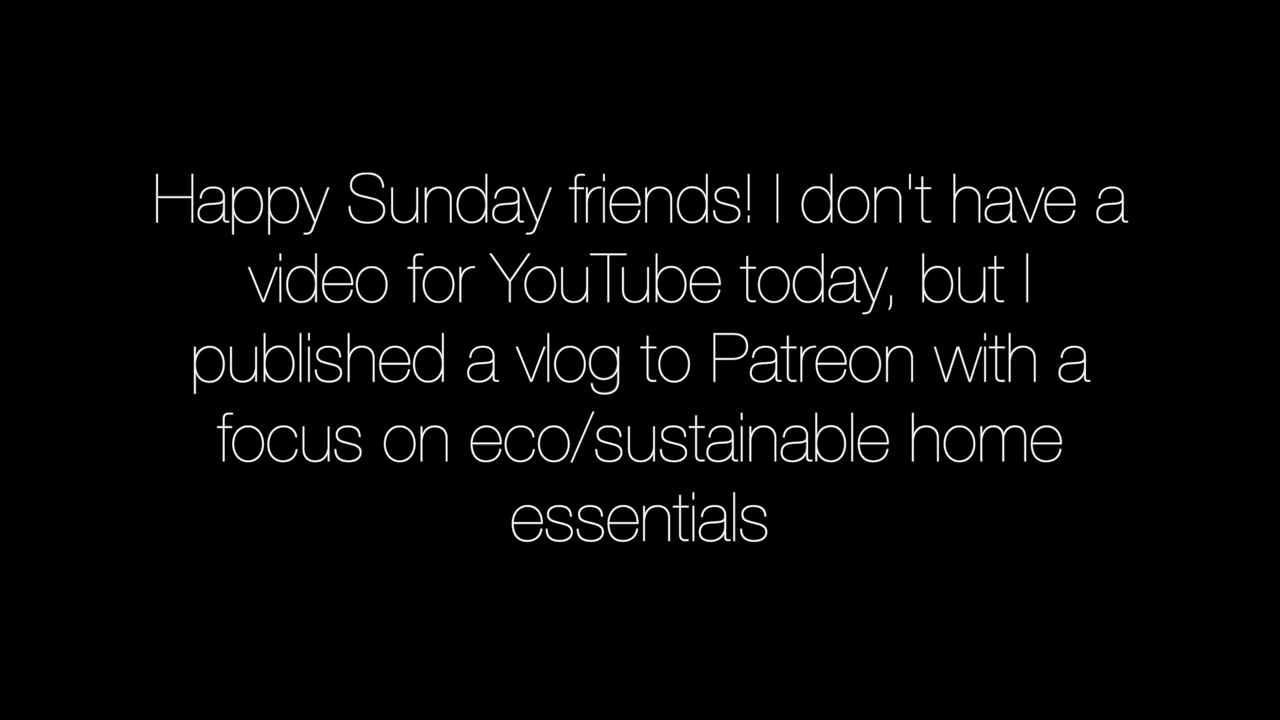 Happy Sunday friends! I don't have a
video for YouTube today, but I
published a vlog to Patreon with a
focus on eco/sustainable home
essentials